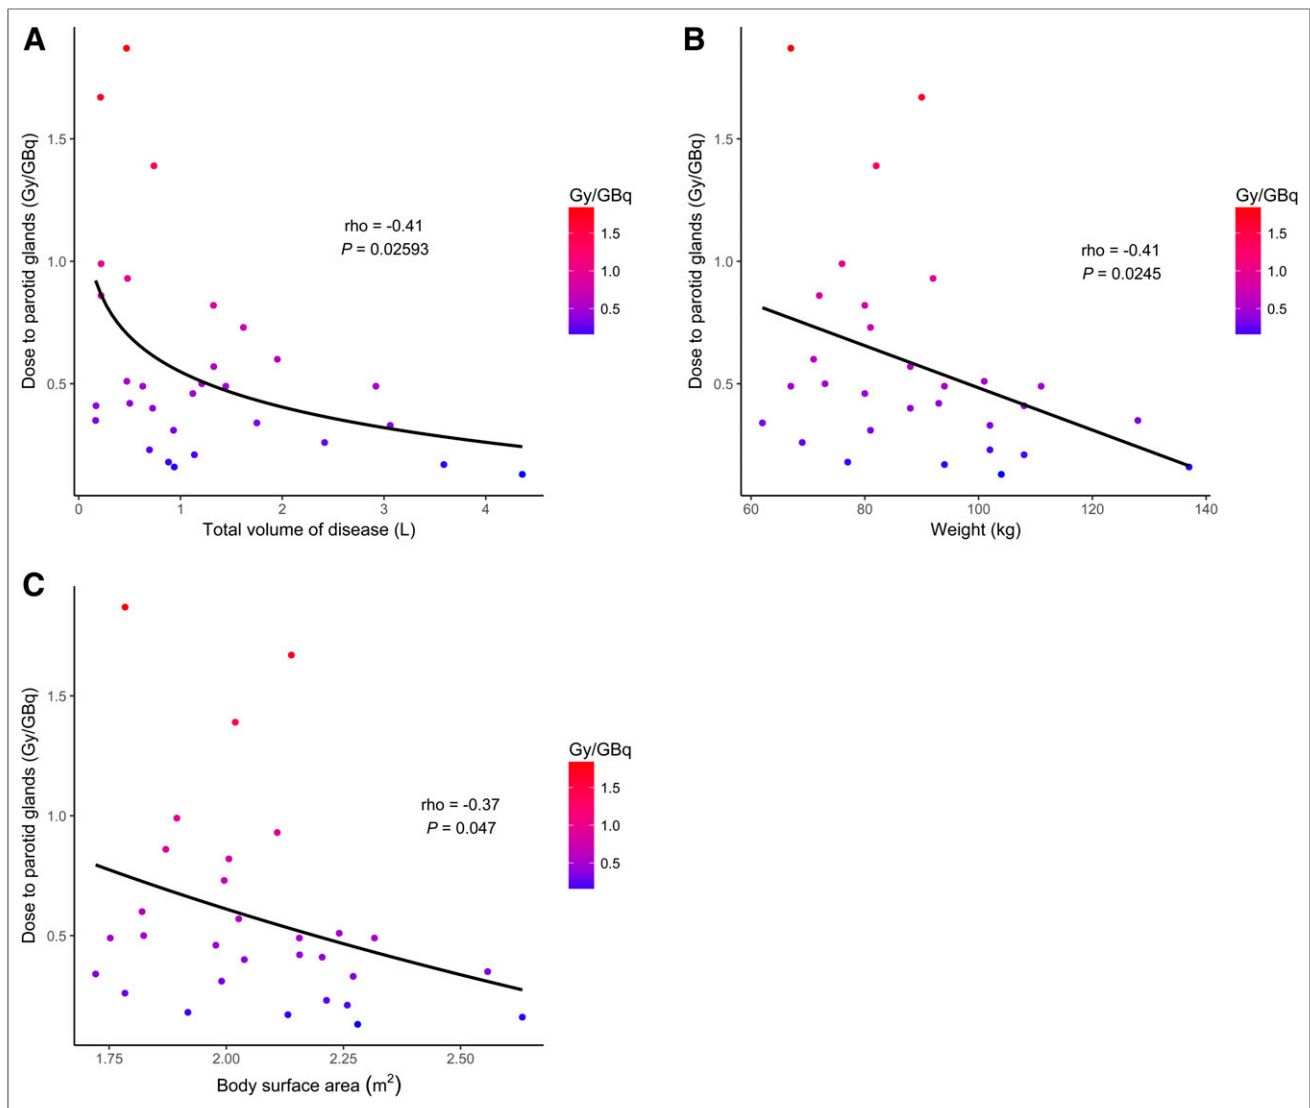 A
Dose to parotid glands (Gy/GBq)
1.5
1.0
0.5
0
1
2
3
4
Total volume of disease (L)
rho = -0.41
P = 0.02593
Gy/GBq
1.5
1.0
0.5
B
Dose to parotid glands (Gy/GBq)
1.5
1.0
0.5
60
80
100
120
140
Weight (kg)
rho = -0.41
P = 0.0245
Gy/GBq
1.5
1.0
0.5
C
Dose to parotid glands (Gy/GBq)
1.5
1.0
0.5
1.75
2.00
2.25
2.50
Body surface area (m²)
rho = -0.37
P = 0.047
Gy/GBq
1.5
1.0
0.5